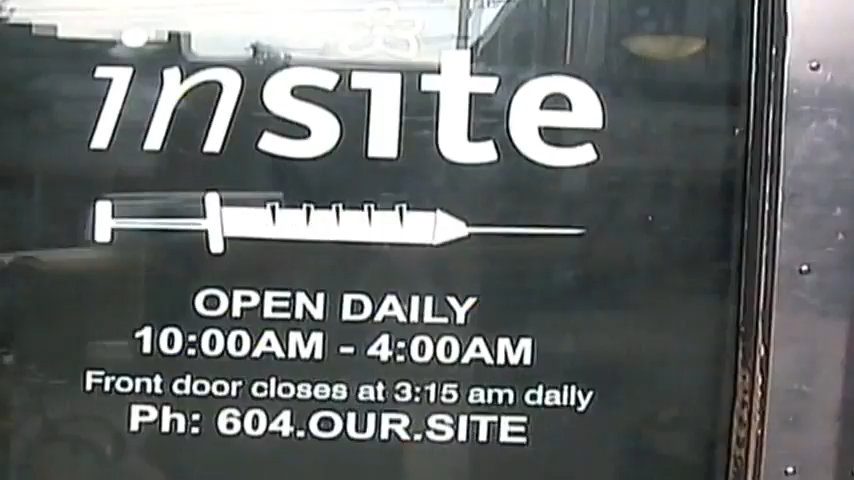 insite
OPEN DAILY
10:00AM - 4:00AM
Front door closes at 3:15 am daily
Ph: 604.OUR.SITE